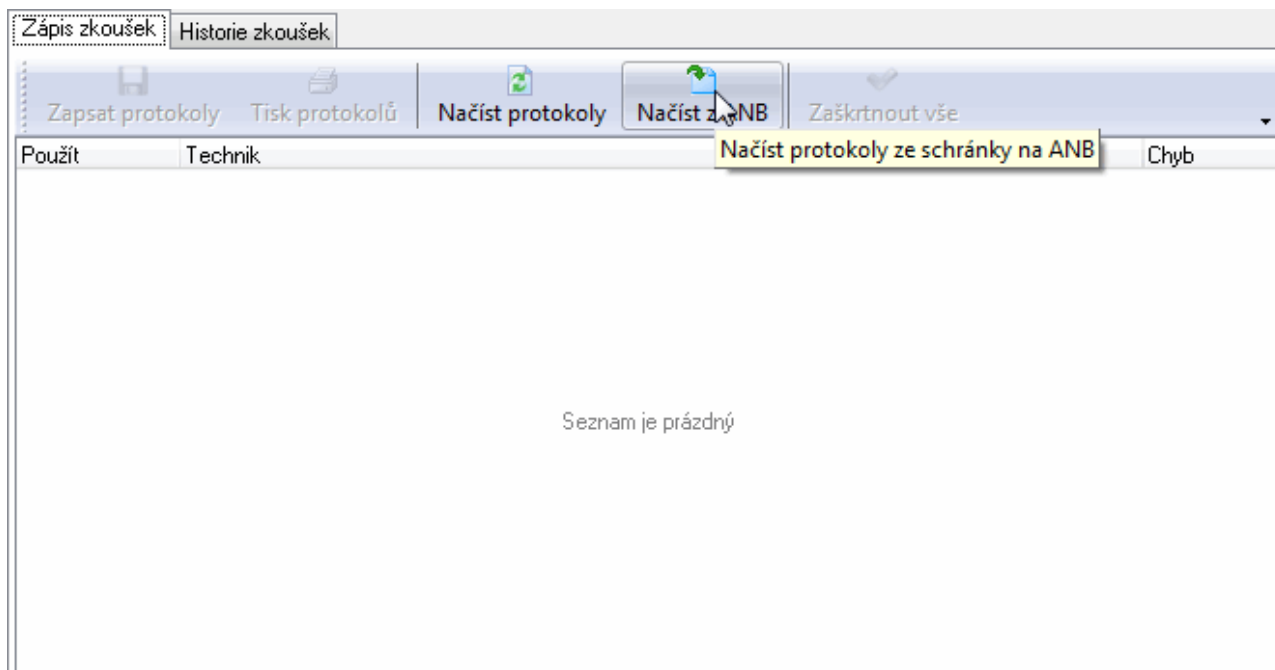 Zápis zkoušek Historie zkoušek
Zapsat protokoly Tisk protokolů Načíst protokoly Načíst z ANB Zaškrtnout vše
Načíst protokoly ze schránky na ANB
Použít Technik Chyb
Seznam je prázdný